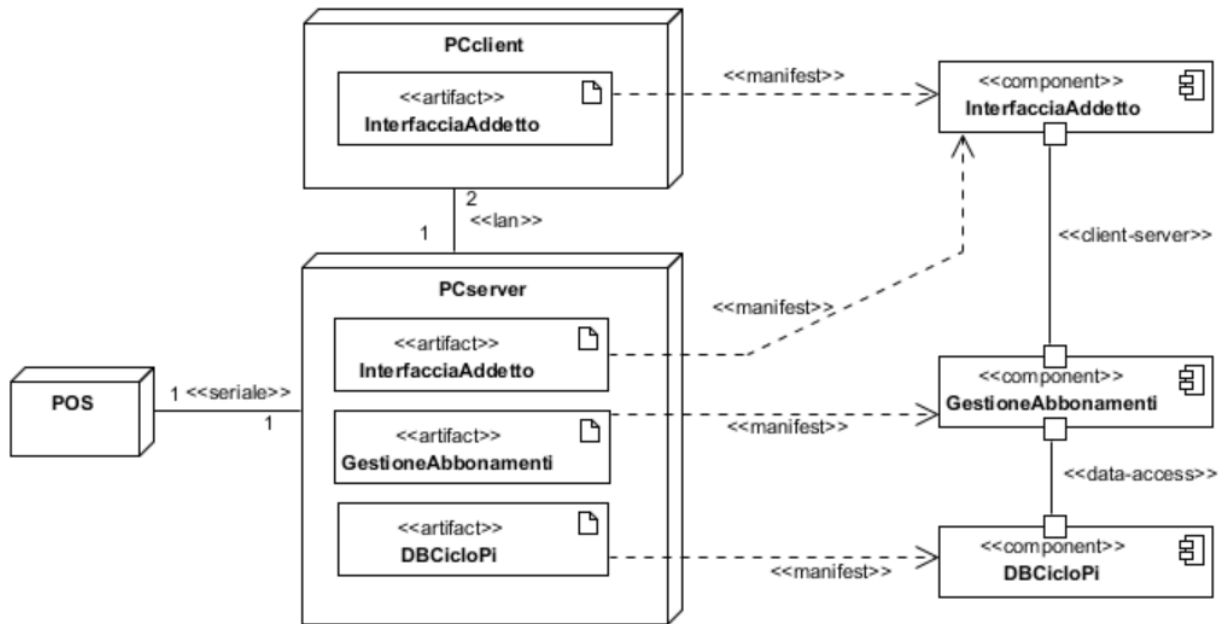 PCclient
<<artifact>>
InterfacciaAddetto
<<manifest>>
<<component>>
InterfacciaAddetto
2
<<lan>>
1
<<client-server>>
PCserver
<<artifact>>
InterfacciaAddetto
<<manifest>>
POS
1 <<seriale>>
1
<<artifact>>
GestioneAbbonamenti
<<manifest>>
<<component>>
GestioneAbbonamenti
<<data-access>>
<<artifact>>
DBCicloPi
<<manifest>>
<<component>>
DBCicloPi